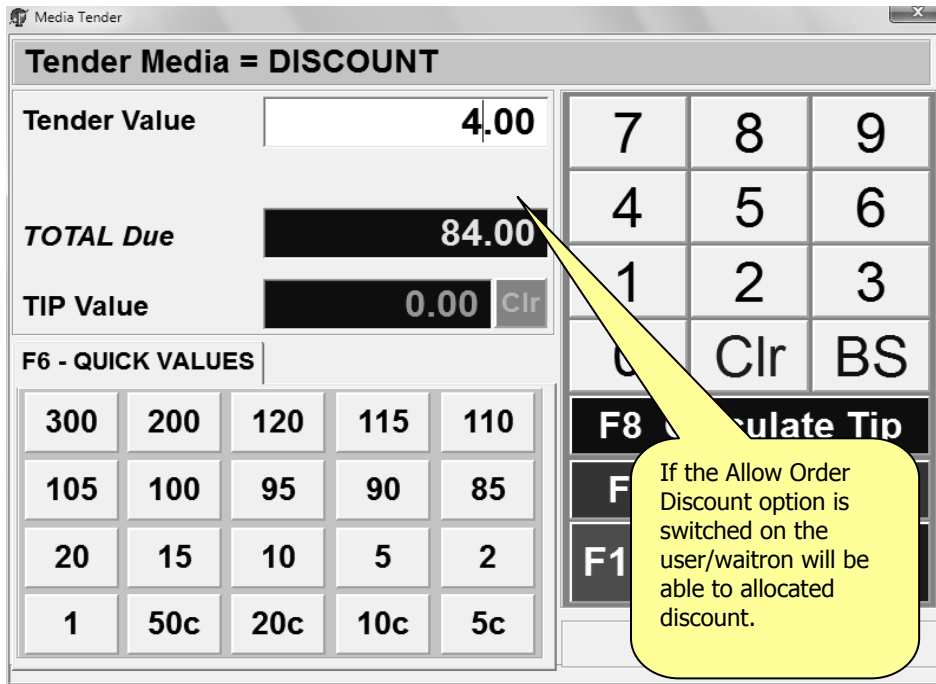 Media Tender
Tender Media = DISCOUNT
Tender Value
4.00
TOTAL Due
84.00
TIP Value
0.00
Clr
F6 - QUICK VALUES
300 200 120 115 110
105 100 95 90 85
20 15 10 5 2
1 50c 20c 10c 5c
7 8 9
4 5 6
1 2 3
Clr BS
F8 Tip
If the Allow Order
Discount option is
switched on the
user/waitron will be
able to allocated
discount.